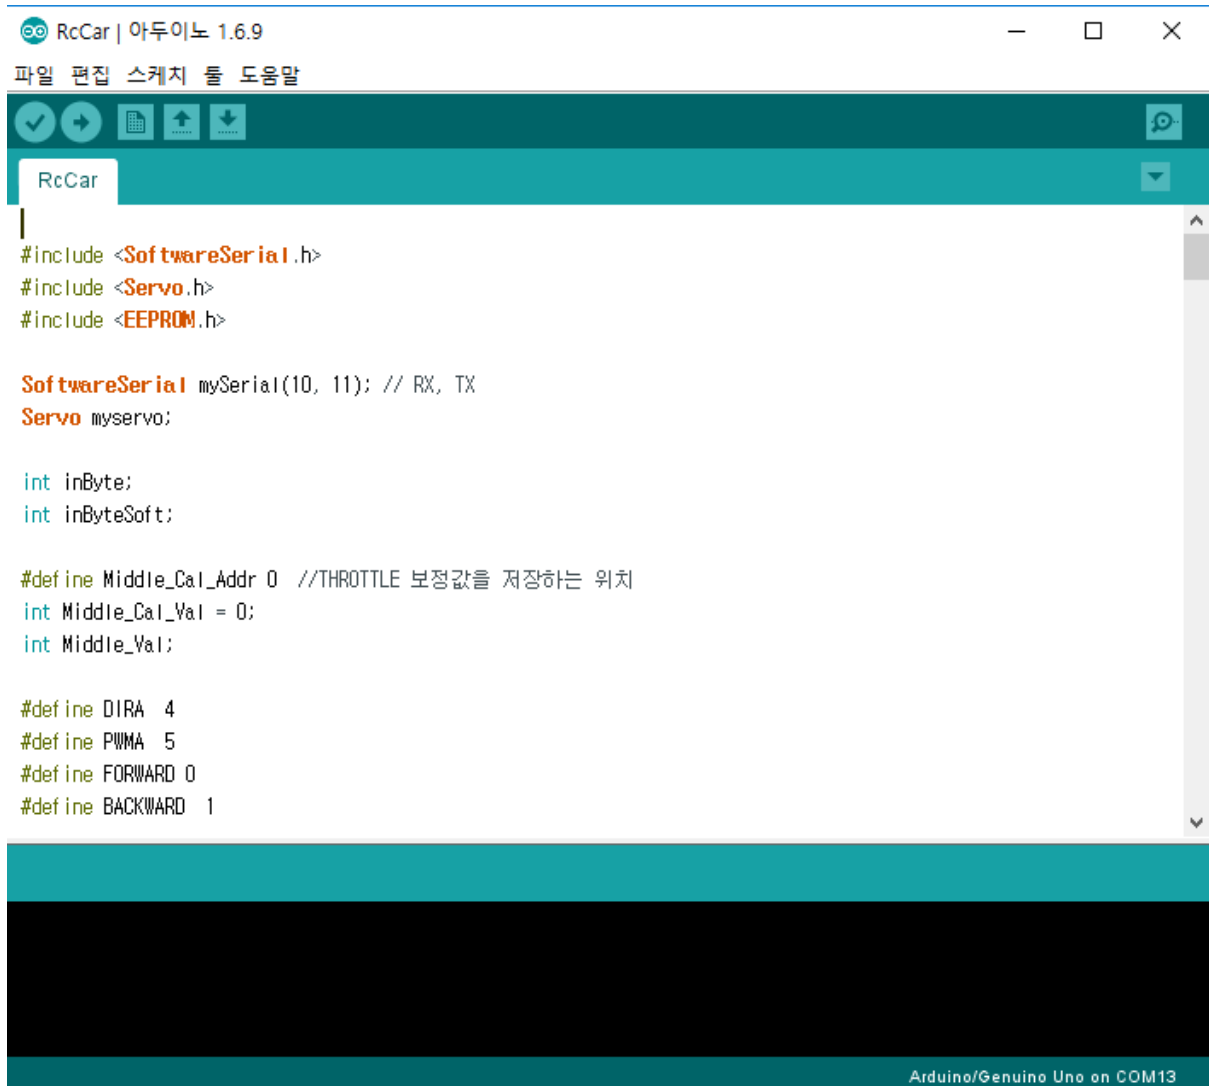 RcCar | 아두이노 1.6.9
파일 편집 스케치 툴 도움말
RcCar
#include <SoftwareSerial.h>
#include <Servo.h>
#include <EEPROM.h>
SoftwareSerial mySerial(10, 11); // RX, TX
Servo myservo;
int inByte;
int inByteSoft;
#define Middle_Cal_Addr 0  //THROTTLE 보정값을 저장하는 위치
int Middle_Cal_Val = 0;
int Middle_Val;
#define DIRA  4
#define PWMA  5
#define FORWARD 0
#define BACKWARD  1
Arduino/Genuino Uno on COM13